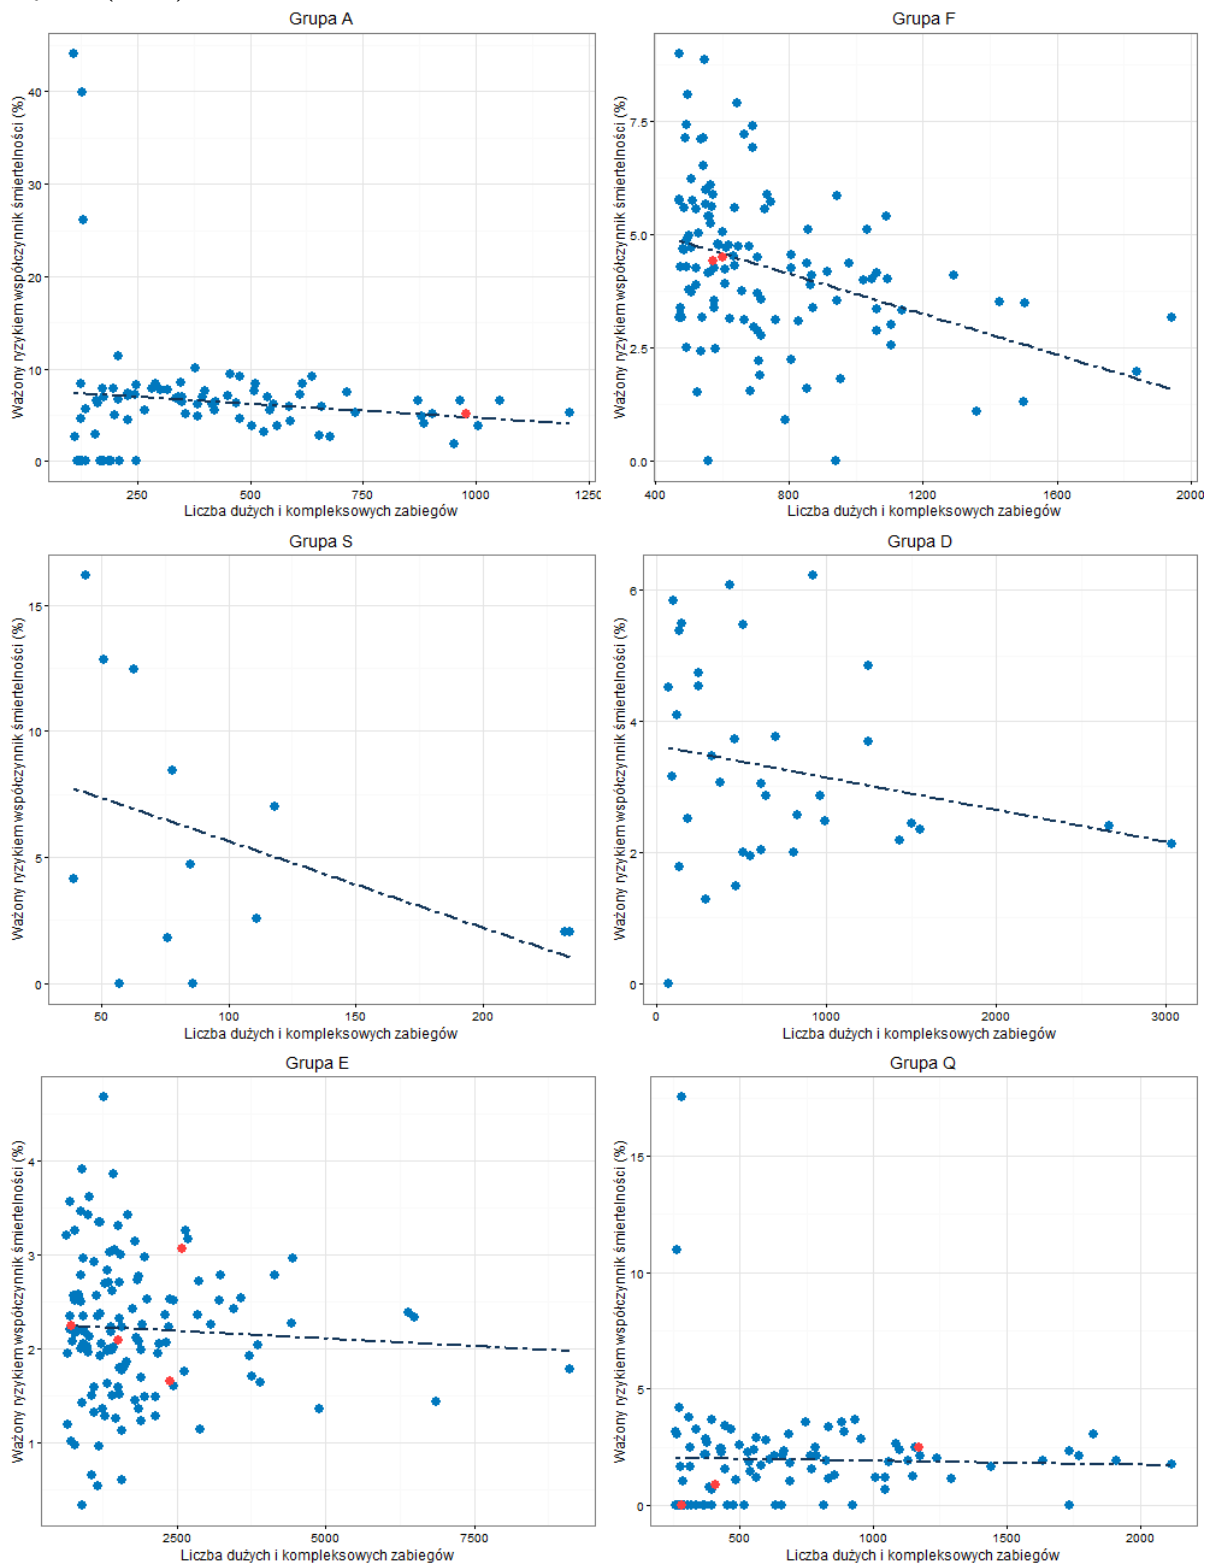 Grupa A
Grupa F
Ważony ryzykiem współczynnik śmiertelności (%)
40
30
20
10
0
250
500
750
1000
1250
Liczba dużych i kompleksowych zabiegów
Ważony ryzykiem współczynnik śmiertelności (%)
7.5
5.0
2.5
0.0
400
800
1200
1600
2000
Liczba dużych i kompleksowych zabiegów
Grupa S
Grupa D
Ważony ryzykiem współczynnik śmiertelności (%)
15
10
5
0
50
100
150
200
Liczba dużych i kompleksowych zabiegów
Ważony ryzykiem współczynnik śmiertelności (%)
6
4
2
0
0
1000
2000
3000
Liczba dużych i kompleksowych zabiegów
Grupa E
Grupa Q
Ważony ryzykiem współczynnik śmiertelności (%)
4
3
2
1
2500
5000
7500
Liczba dużych i kompleksowych zabiegów
Ważony ryzykiem współczynnik śmiertelności (%)
15
10
5
0
500
1000
1500
2000
Liczba dużych i kompleksowych zabiegów